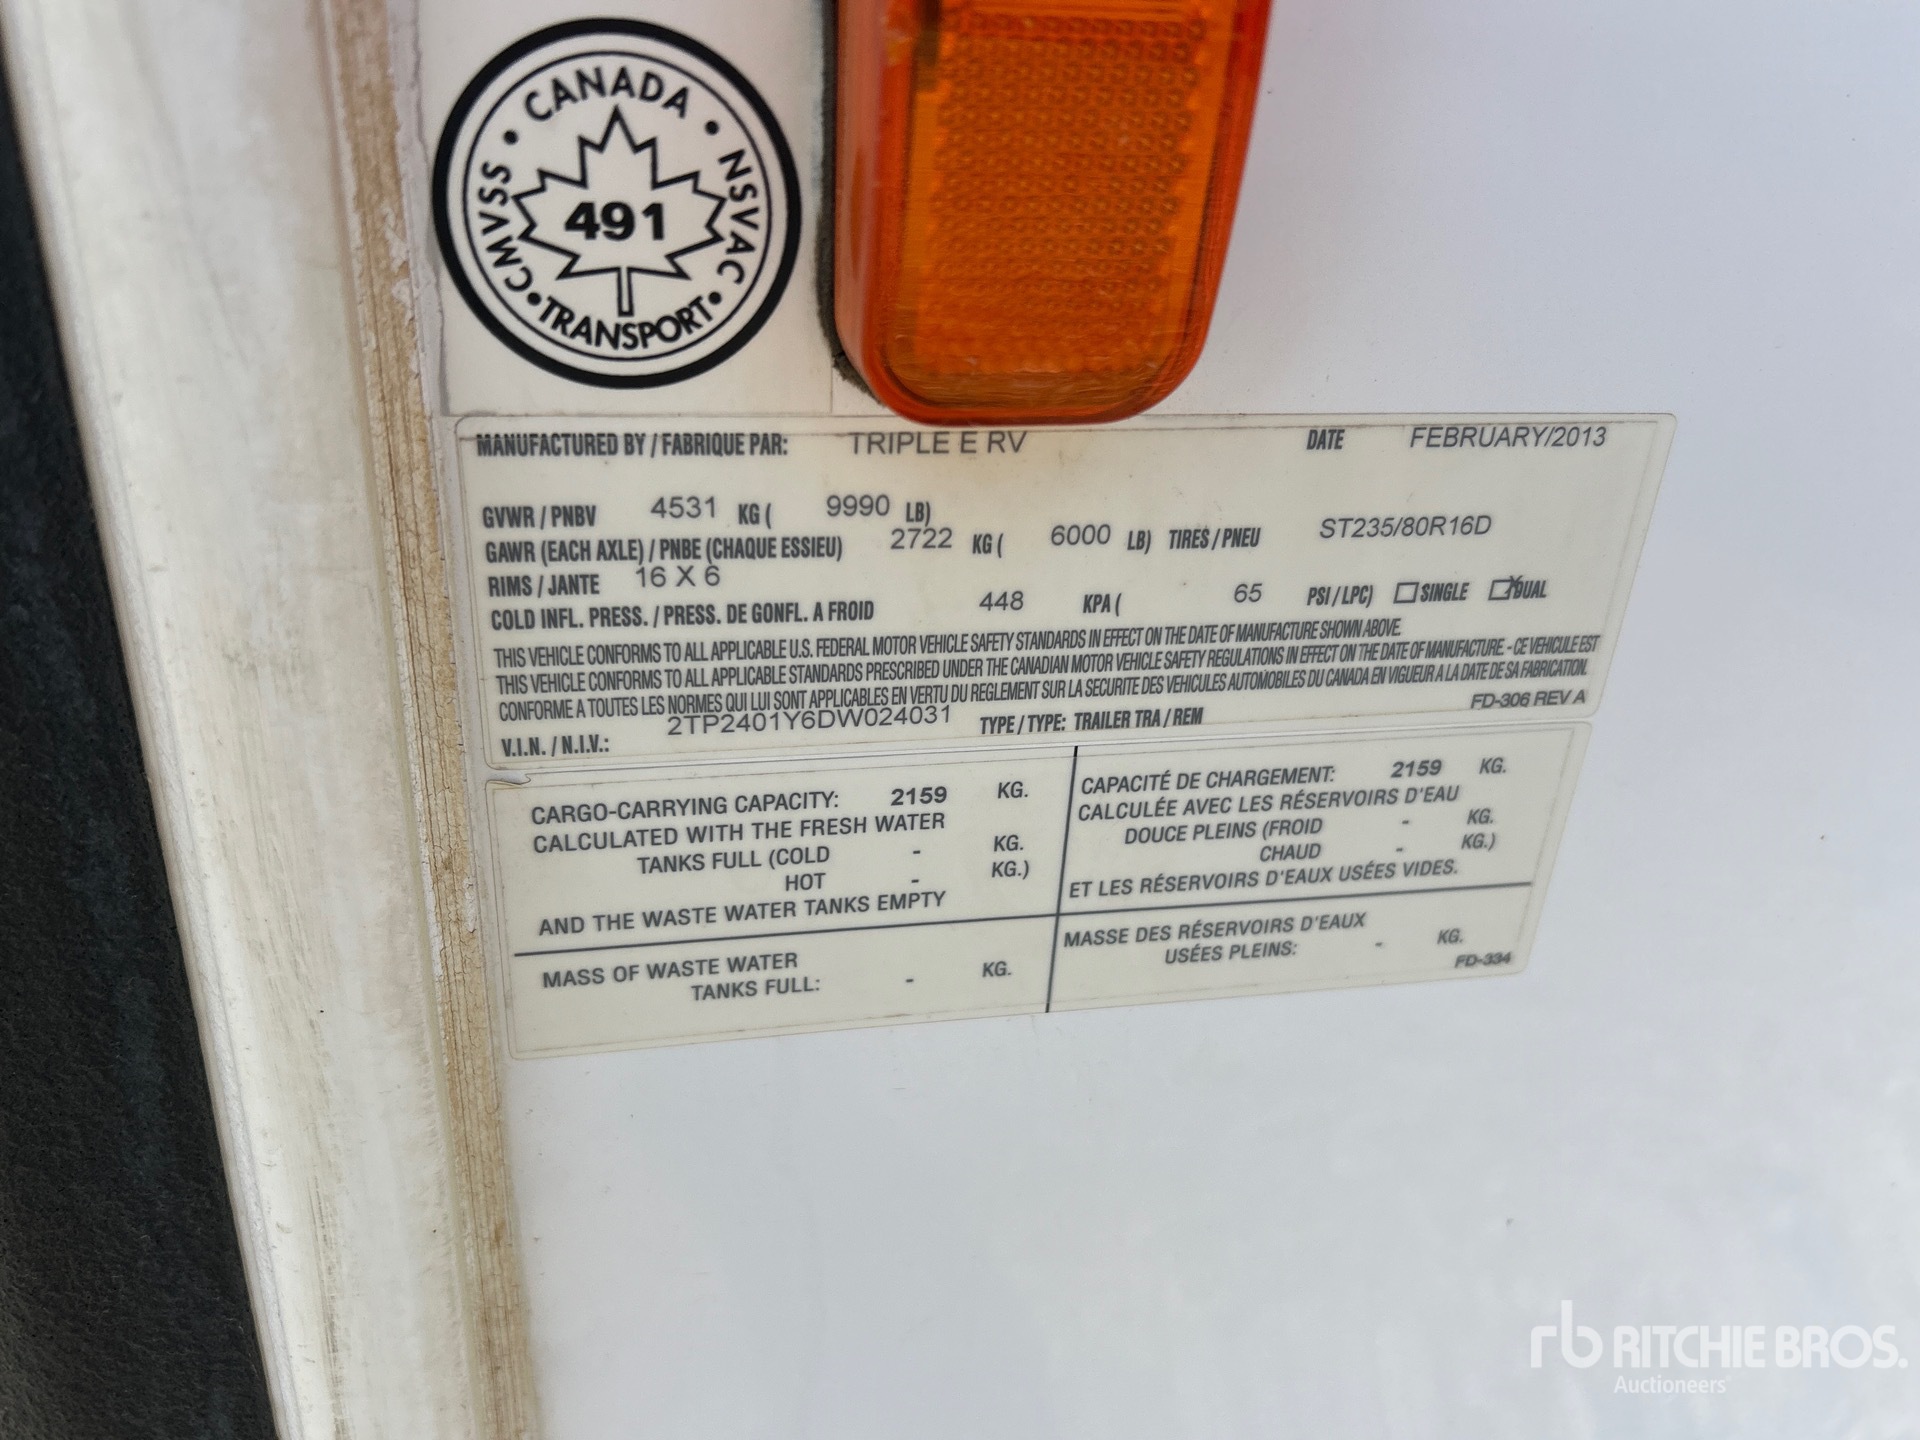 CANADA
CMVSS • NSVAC
491
TRANSPORT
MANUFACTURED BY / FABRIQUE PAR: TRIPLE E RV DATE FEBRUARY/2013
GVWR / PNBV 4531 KG ( 9990 LB)
GAWR (EACH AXLE) / PNBE (CHAQUE ESSIEU) 2722 KG ( 6000 LB) TIRES / PNEU ST235/80R16D
RIMS / JANTE 16 X 6
COLD INFL. PRESS. / PRESS. DE GONFL. A FROID 448 KPA ( 65 PSI / LPC) ☐ SINGLE ☒ DUAL
THIS VEHICLE CONFORMS TO ALL APPLICABLE U.S. FEDERAL MOTOR VEHICLE SAFETY STANDARDS IN EFFECT ON THE DATE OF MANUFACTURE SHOWN ABOVE.
THIS VEHICLE CONFORMS TO ALL APPLICABLE STANDARDS PRESCRIBED UNDER THE CANADIAN MOTOR VEHICLE SAFETY REGULATIONS IN EFFECT ON THE DATE OF MANUFACTURE. - CE VEHICULE EST
CONFORME A TOUTES LES NORMES QUI LUI SONT APPLICABLES EN VERTU DU REGLEMENT SUR LA SECURITE DES VEHICULES AUTOMOBILES DU CANADA EN VIGUEUR A LA DATE DE SA FABRICATION.
FD-306 REV A
V.I.N. / N.I.V.: 2TP2401Y6DW024031 TYPE / TYPE: TRAILER TRA / REM
CARGO-CARRYING CAPACITY: 2159 KG.
CALCULATED WITH THE FRESH WATER
TANKS FULL (COLD - KG.
HOT - KG.)
AND THE WASTE WATER TANKS EMPTY
MASS OF WASTE WATER
TANKS FULL: - KG.
CAPACITÉ DE CHARGEMENT: 2159 KG.
CALCULÉE AVEC LES RÉSERVOIRS D'EAU
DOUCE PLEINS (FROID - KG.
CHAUD - KG.)
ET LES RÉSERVOIRS D'EAUX USÉES VIDES.
MASSE DES RÉSERVOIRS D'EAUX
USÉES PLEINS: - KG.
FD-334
rb RITCHIE BROS.
Auctioneers